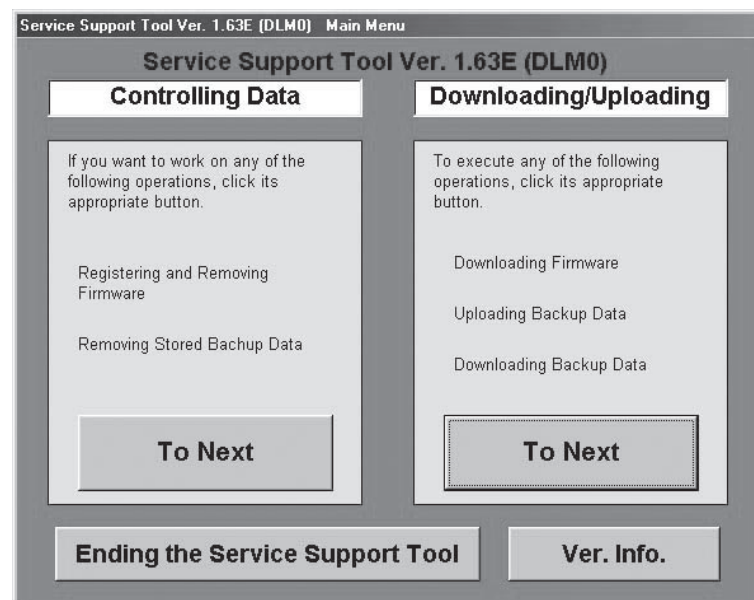 Service Support Tool Ver. 1.63E (DLM0) Main Menu
Service Support Tool Ver. 1.63E (DLM0)
Controlling Data
If you want to work on any of the
following operations, click its
appropriate button.
Registering and Removing
Firmware
Removing Stored Bachup Data
To Next
Downloading/Uploading
To execute any of the following
operations, click its appropriate
button.
Downloading Firmware
Uploading Backup Data
Downloading Backup Data
To Next
Ending the Service Support Tool
Ver. Info.